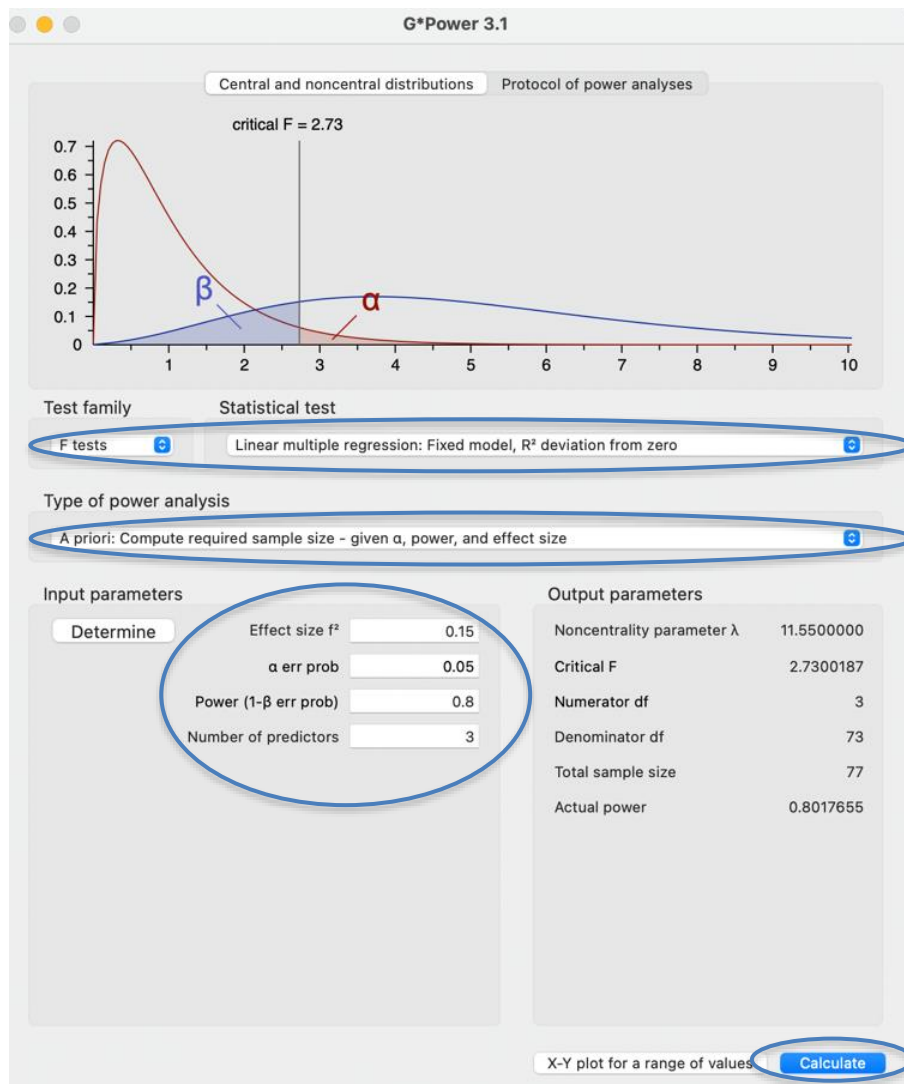 G*Power 3.1
Central and noncentral distributions Protocol of power analyses
critical F = 2.73
0.7
0.6
0.5
0.4
0.3
0.2
0.1
0
β
α
1 2 3 4 5 6 7 8 9 10
Test family Statistical test
F tests Linear multiple regression: Fixed model, R² deviation from zero
Type of power analysis
A priori: Compute required sample size - given α, power, and effect size
Input parameters Output parameters
Determine Effect size f² 0.15 Noncentrality parameter λ 11.5500000
α err prob 0.05 Critical F 2.7300187
Power (1-β err prob) 0.8 Numerator df 3
Number of predictors 3 Denominator df 73
Total sample size 77
Actual power 0.8017655
X-Y plot for a range of values Calculate